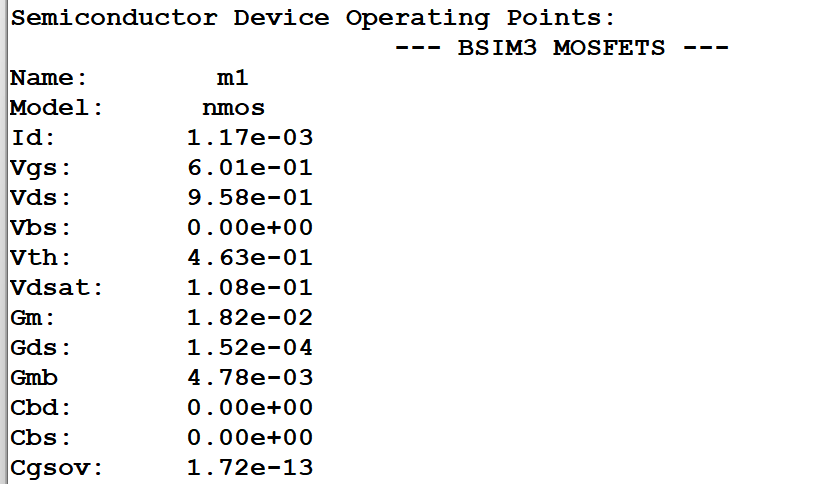 Semiconductor Device Operating Points:
--- BSIM3 MOSFETS ---
Name: m1
Model: nmos
Id: 1.17e-03
Vgs: 6.01e-01
Vds: 9.58e-01
Vbs: 0.00e+00
Vth: 4.63e-01
Vdsat: 1.08e-01
Gm: 1.82e-02
Gds: 1.52e-04
Gmb 4.78e-03
Cbd: 0.00e+00
Cbs: 0.00e+00
Cgsov: 1.72e-13